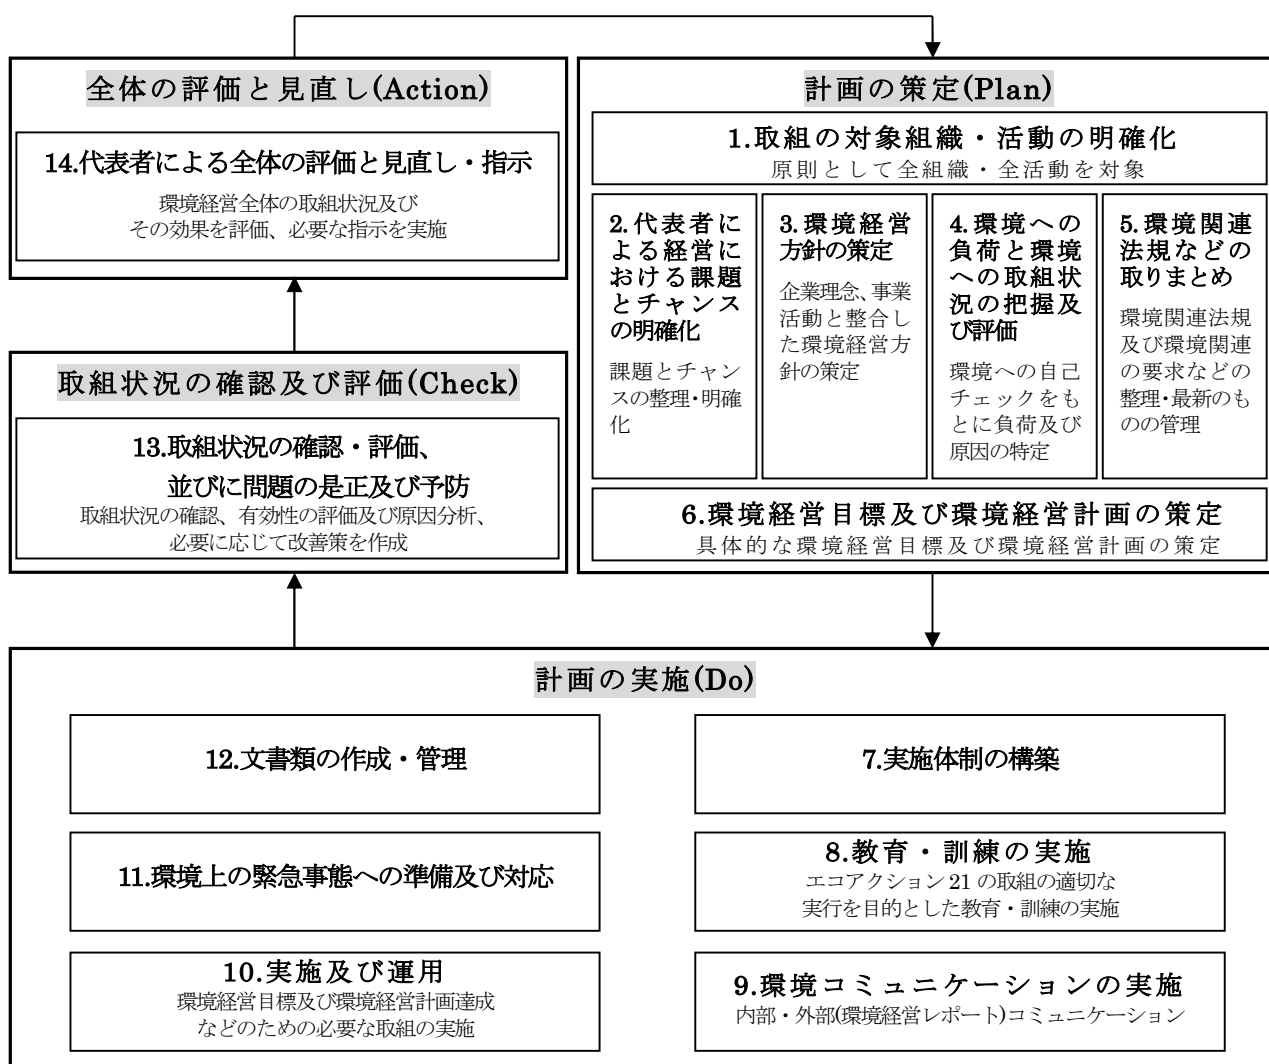 全体の評価と見直し(Action)
14.代表者による全体の評価と見直し・指示
環境経営全体の取組状況及び
その効果を評価、必要な指示を実施
取組状況の確認及び評価(Check)
13.取組状況の確認・評価、
並びに問題の是正及び予防
取組状況の確認、有効性の評価及び原因分析、
必要に応じて改善策を作成
計画の策定(Plan)
1.取組の対象組織・活動の明確化
原則として全組織・全活動を対象
2.代表者に
よる経営に
おける課題
とチャンス
の明確化
課題とチャン
スの整理・明確
化
3.環境経営
方針の策定
企業理念、事業
活動と整合し
た環境経営方
針の策定
4.環境への
負荷と環境
への取組状
況の把握及
び評価
環境への自己
チェックをも
とに負荷及び
原因の特定
5.環境関連
法規などの
取りまとめ
環境関連法規
及び環境関連
の要求などの
整理・最新のも
のの管理
6.環境経営目標及び環境経営計画の策定
具体的な環境経営目標及び環境経営計画の策定
計画の実施(Do)
12.文書類の作成・管理
7.実施体制の構築
11.環境上の緊急事態への準備及び対応
8.教育・訓練の実施
エコアクション 21 の取組の適切な
実行を目的とした教育・訓練の実施
10.実施及び運用
環境経営目標及び環境経営計画達成
などのための必要な取組の実施
9.環境コミュニケーションの実施
内部・外部(環境経営レポート)コミュニケーション